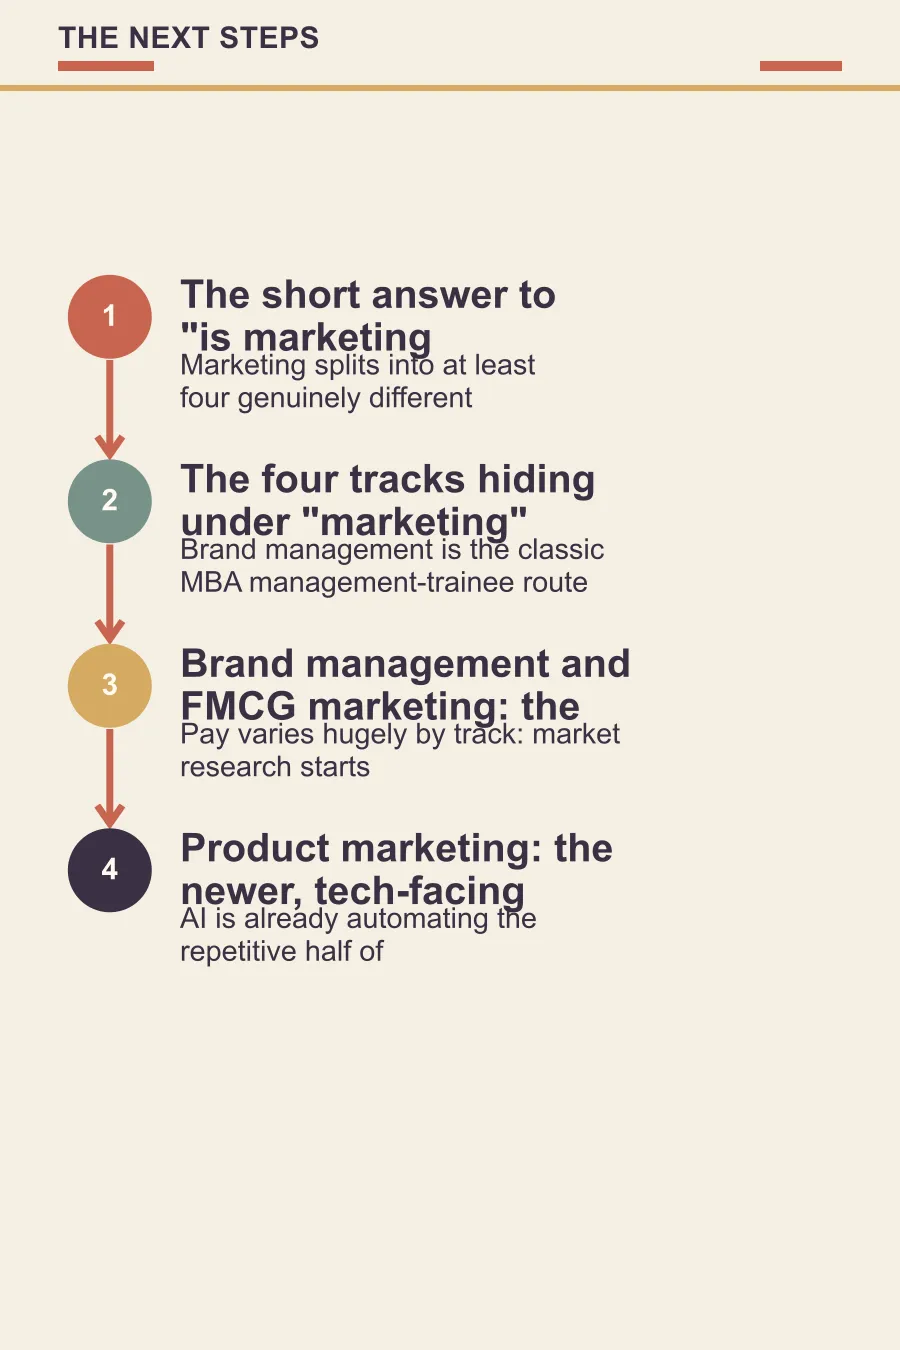 THE NEXT STEPS
1
The short answer to
"is marketing
Marketing splits into at least
four genuinely different
2
The four tracks hiding
under "marketing"
Brand management is the classic
MBA management-trainee route
3
Brand management and
FMCG marketing: the
Pay varies hugely by track: market
research starts
4
Product marketing: the
newer, tech-facing
AI is already automating the
repetitive half of